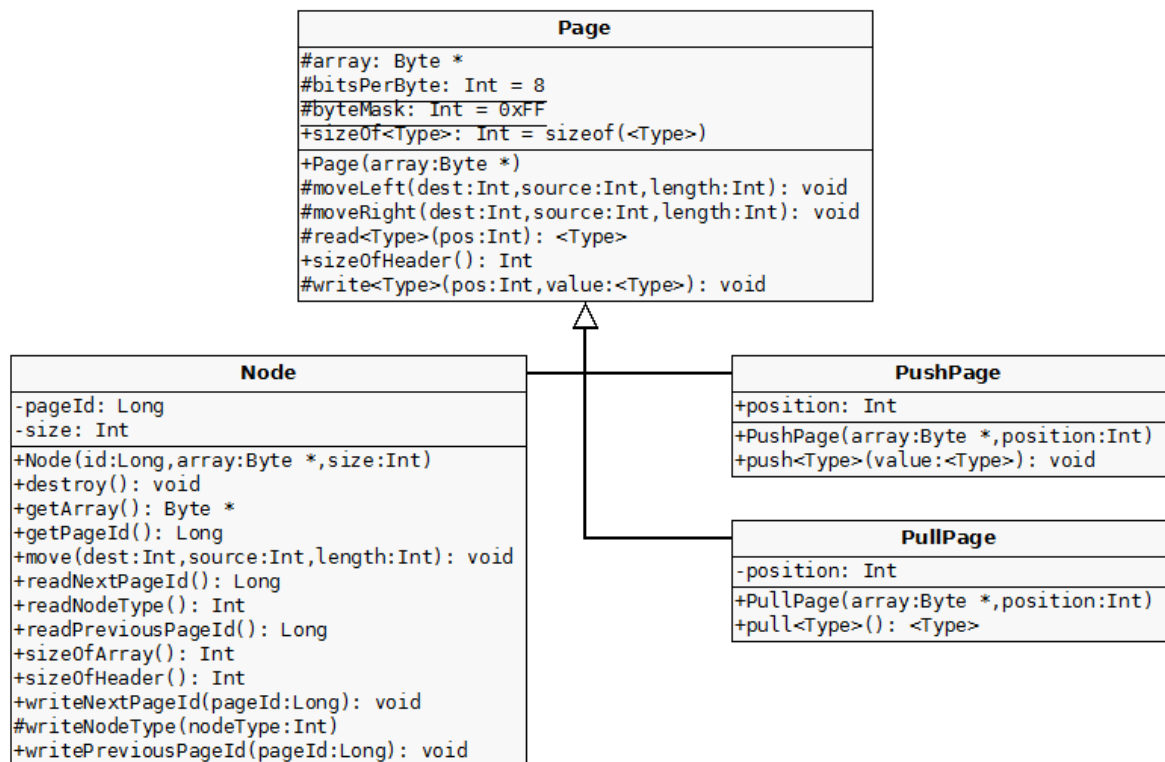 Page
#array: Byte *
#bitsPerByte: Int = 8
#byteMask: Int = 0xFF
+sizeOf<Type>: Int = sizeof(<Type>)
+Page(array:Byte *)
#moveLeft(dest:Int,source:Int,length:Int): void
#moveRight(dest:Int,source:Int,length:Int): void
#read<Type>(pos:Int): <Type>
+sizeOfHeader(): Int
#write<Type>(pos:Int,value:<Type>): void
Node
-pageId: Long
-size: Int
+Node(id:Long,array:Byte *,size:Int)
+destroy(): void
+getArray(): Byte *
+getPageId(): Long
+move(dest:Int,source:Int,length:Int): void
+readNextPageId(): Long
+readNodeType(): Int
+readPreviousPageId(): Long
+sizeOfArray(): Int
+sizeOfHeader(): Int
+writeNextPageId(pageId:Long): void
#writeNodeType(nodeType:Int)
+writePreviousPageId(pageId:Long): void
PushPage
+position: Int
+PushPage(array:Byte *,position:Int)
+push<Type>(value:<Type>): void
PullPage
-position: Int
+PullPage(array:Byte *,position:Int)
+pull<Type>(): <Type>